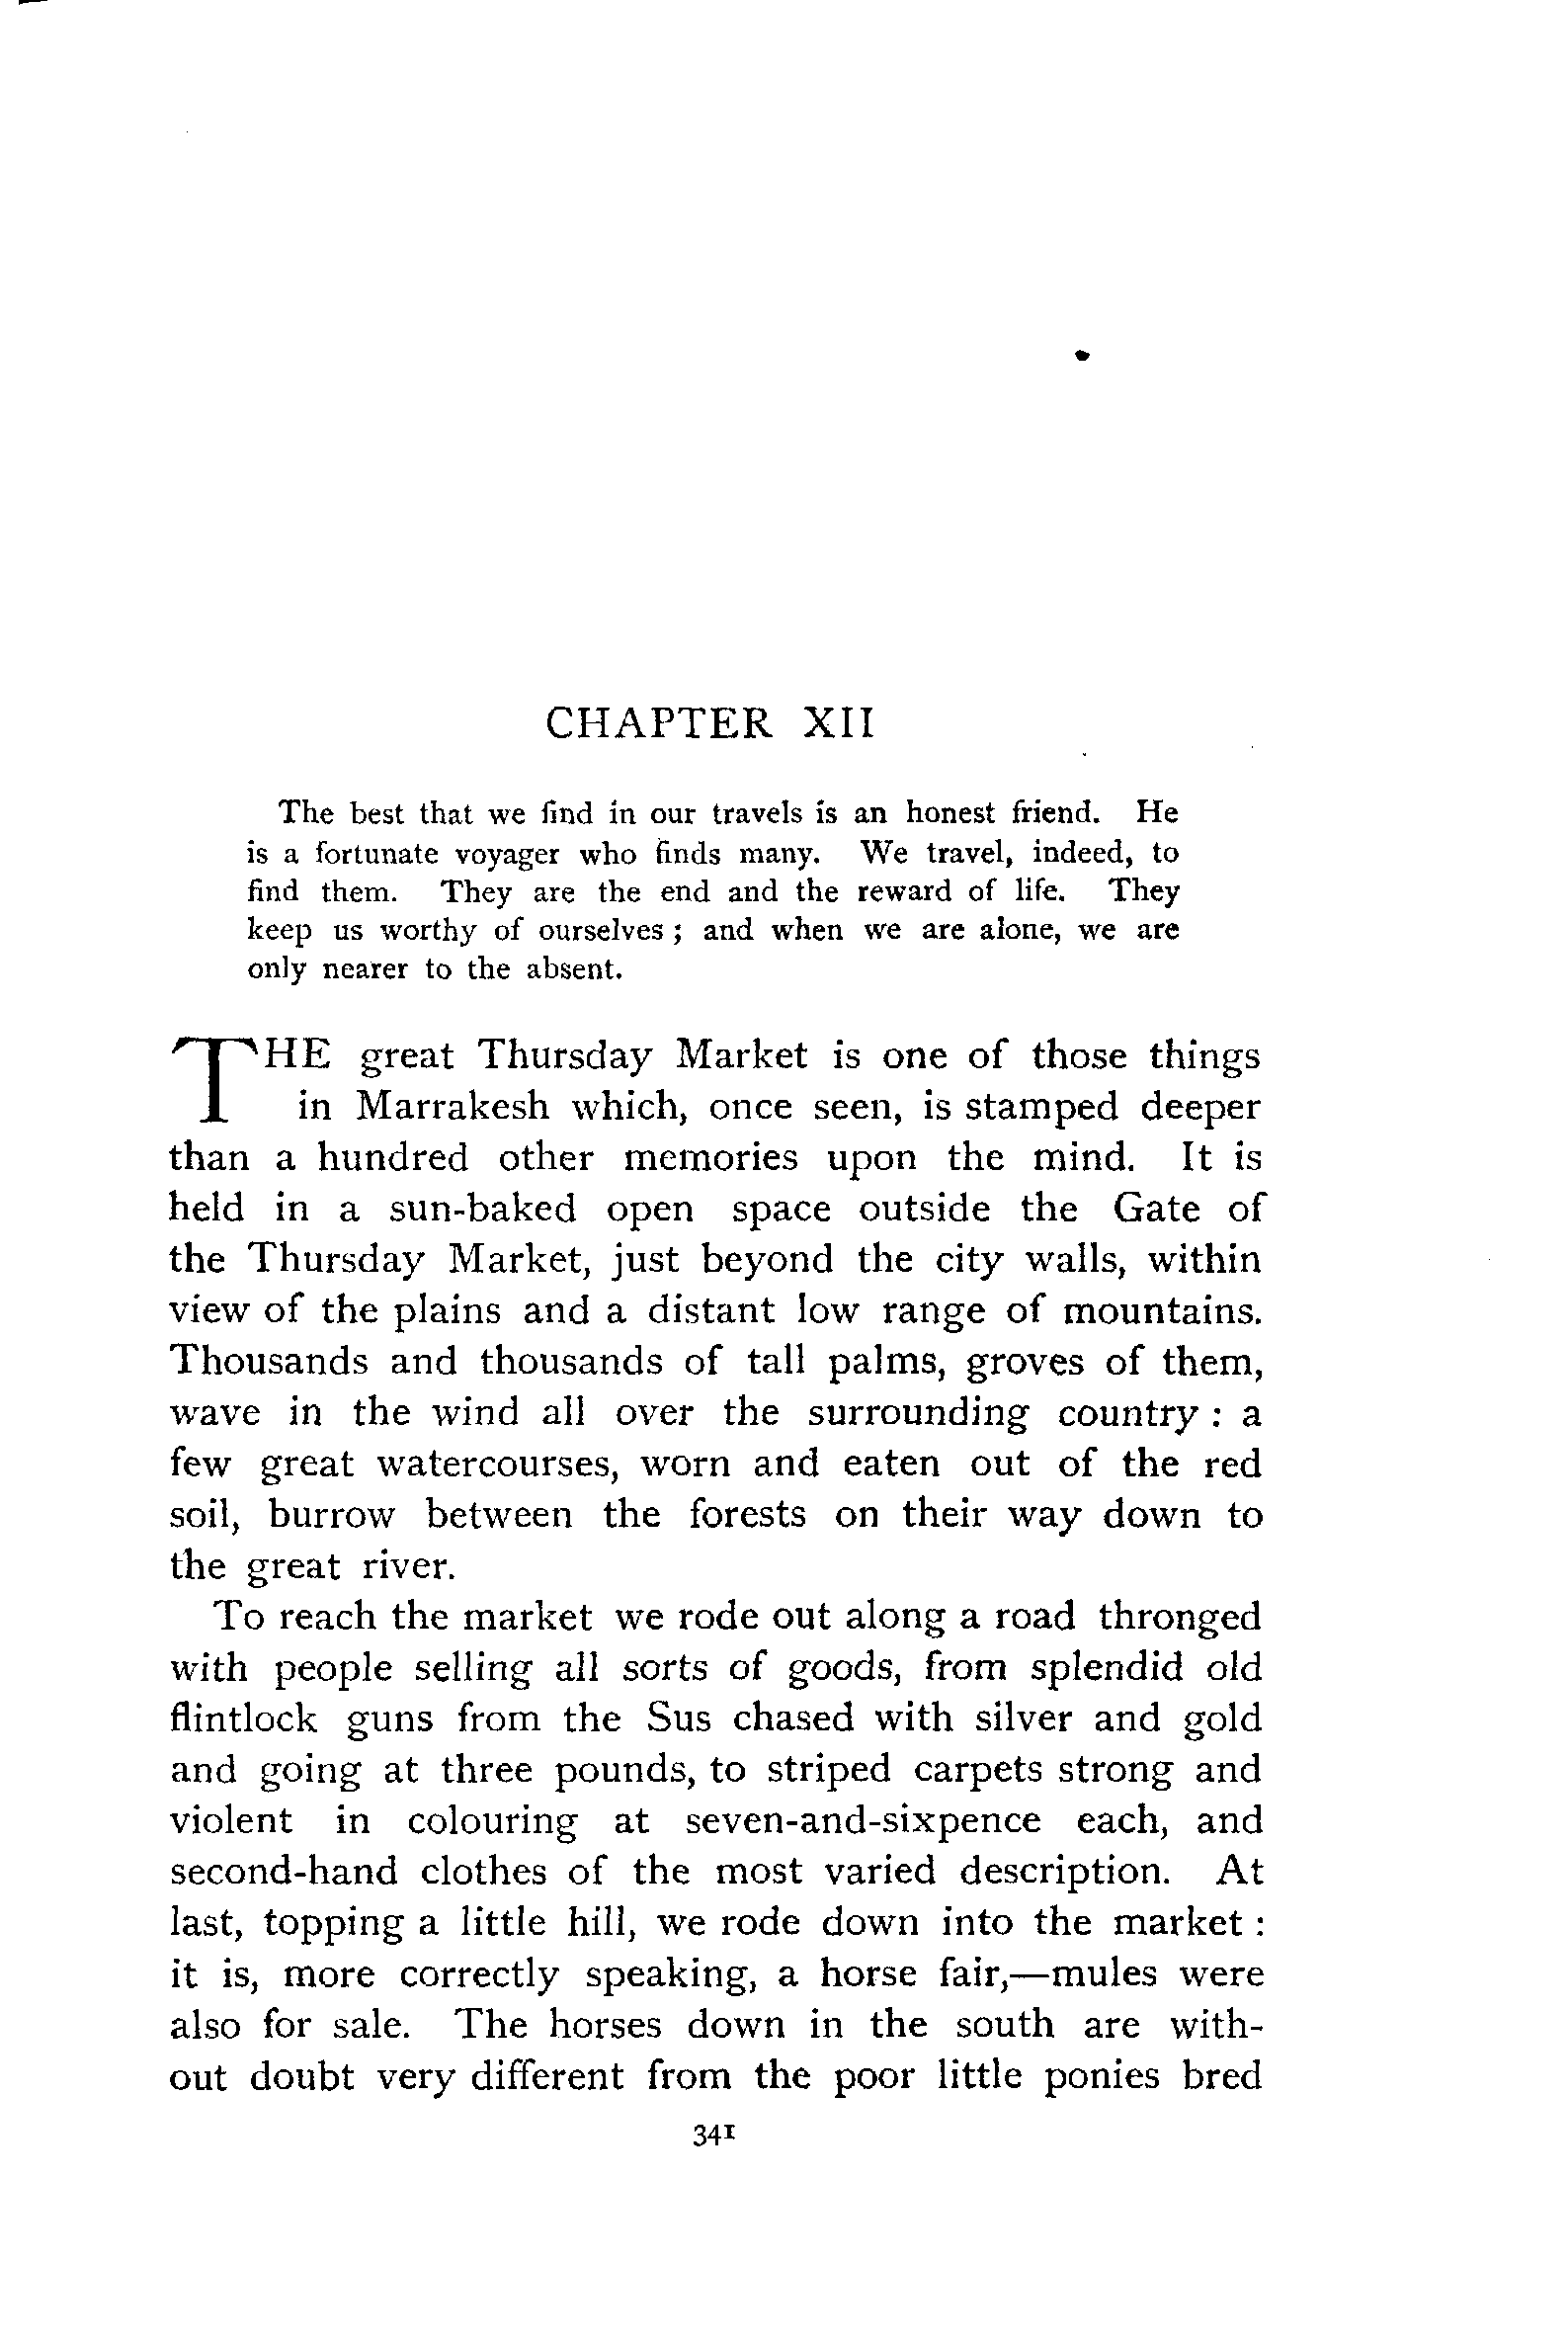 CHAPTER XII
The best that we find in our travels is an honest friend. He
is a fortunate voyager who finds many. We travel, indeed, to
find them. They are the end and the reward of life. They
keep us worthy of ourselves; and when we are alone, we are
only nearer to the absent.
THE great Thursday Market is one of those things
in Marrakesh which, once seen, is stamped deeper
than a hundred other memories upon the mind. It is
held in a sun-baked open space outside the Gate of
the Thursday Market, just beyond the city walls, within
view of the plains and a distant low range of mountains.
Thousands and thousands of tall palms, groves of them,
wave in the wind all over the surrounding country: a
few great watercourses, worn and eaten out of the red
soil, burrow between the forests on their way down to
the great river.
To reach the market we rode out along a road thronged
with people selling all sorts of goods, from splendid old
flintlock guns from the Sus chased with silver and gold
and going at three pounds, to striped carpets strong and
violent in colouring at seven-and-sixpence each, and
second-hand clothes of the most varied description. At
last, topping a little hill, we rode down into the market:
it is, more correctly speaking, a horse fair,—mules were
also for sale. The horses down in the south are with-
out doubt very different from the poor little ponies bred
341